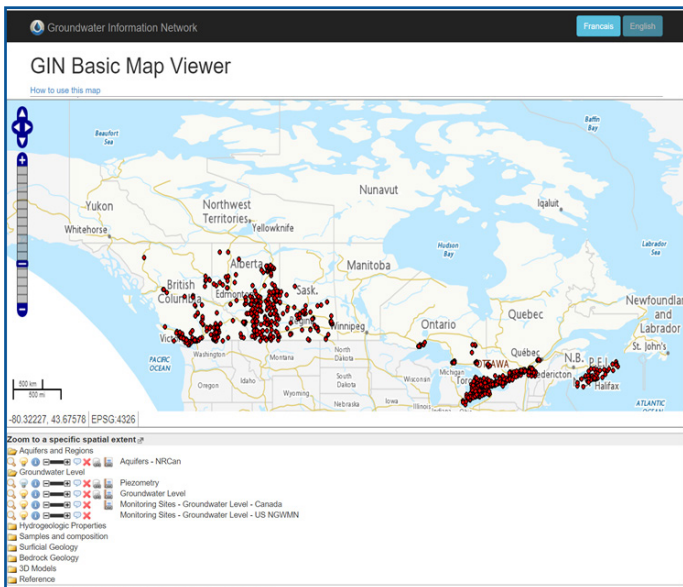 Groundwater Information Network
Francais
English
GIN Basic Map Viewer
How to use this map
Beaufort
Sea
Baffin
Bay
Yukon
Whitehorse
Northwest
Territories
Yellowknife
Nunavut
Iqaluit
Hudson
Bay
Labrador
Sea
British
Columbia
Alberta
Edmont
Sask.
Manitoba
Winnipeg
Ontario
Quebec
Newfoundlan
and
Labrador
St. John's
Victor
Washington
Montana
North
Dakota
South
Dakota
Oregon
Idaho
Wyoming
Nebraska
Iowa
Wisconsin
Michigan
Illinois
OTTAWA
Québec
N.B.
P.E.I.
Fredericton
Halifax
PACIFIC
OCEAN
ATLANTIC
500 km
500 mi
-80.32227, 43.67578 EPSG:4326
Zoom to a specific spatial extent
Aquifers and Regions
Aquifers - NRCan
Groundwater Level
Piezometry
Groundwater Level
Monitoring Sites - Groundwater Level - Canada
Monitoring Sites - Groundwater Level - US NGWMN
Hydrogeologic Properties
Samples and composition
Surficial Geology
Bedrock Geology
3D Models
Reference